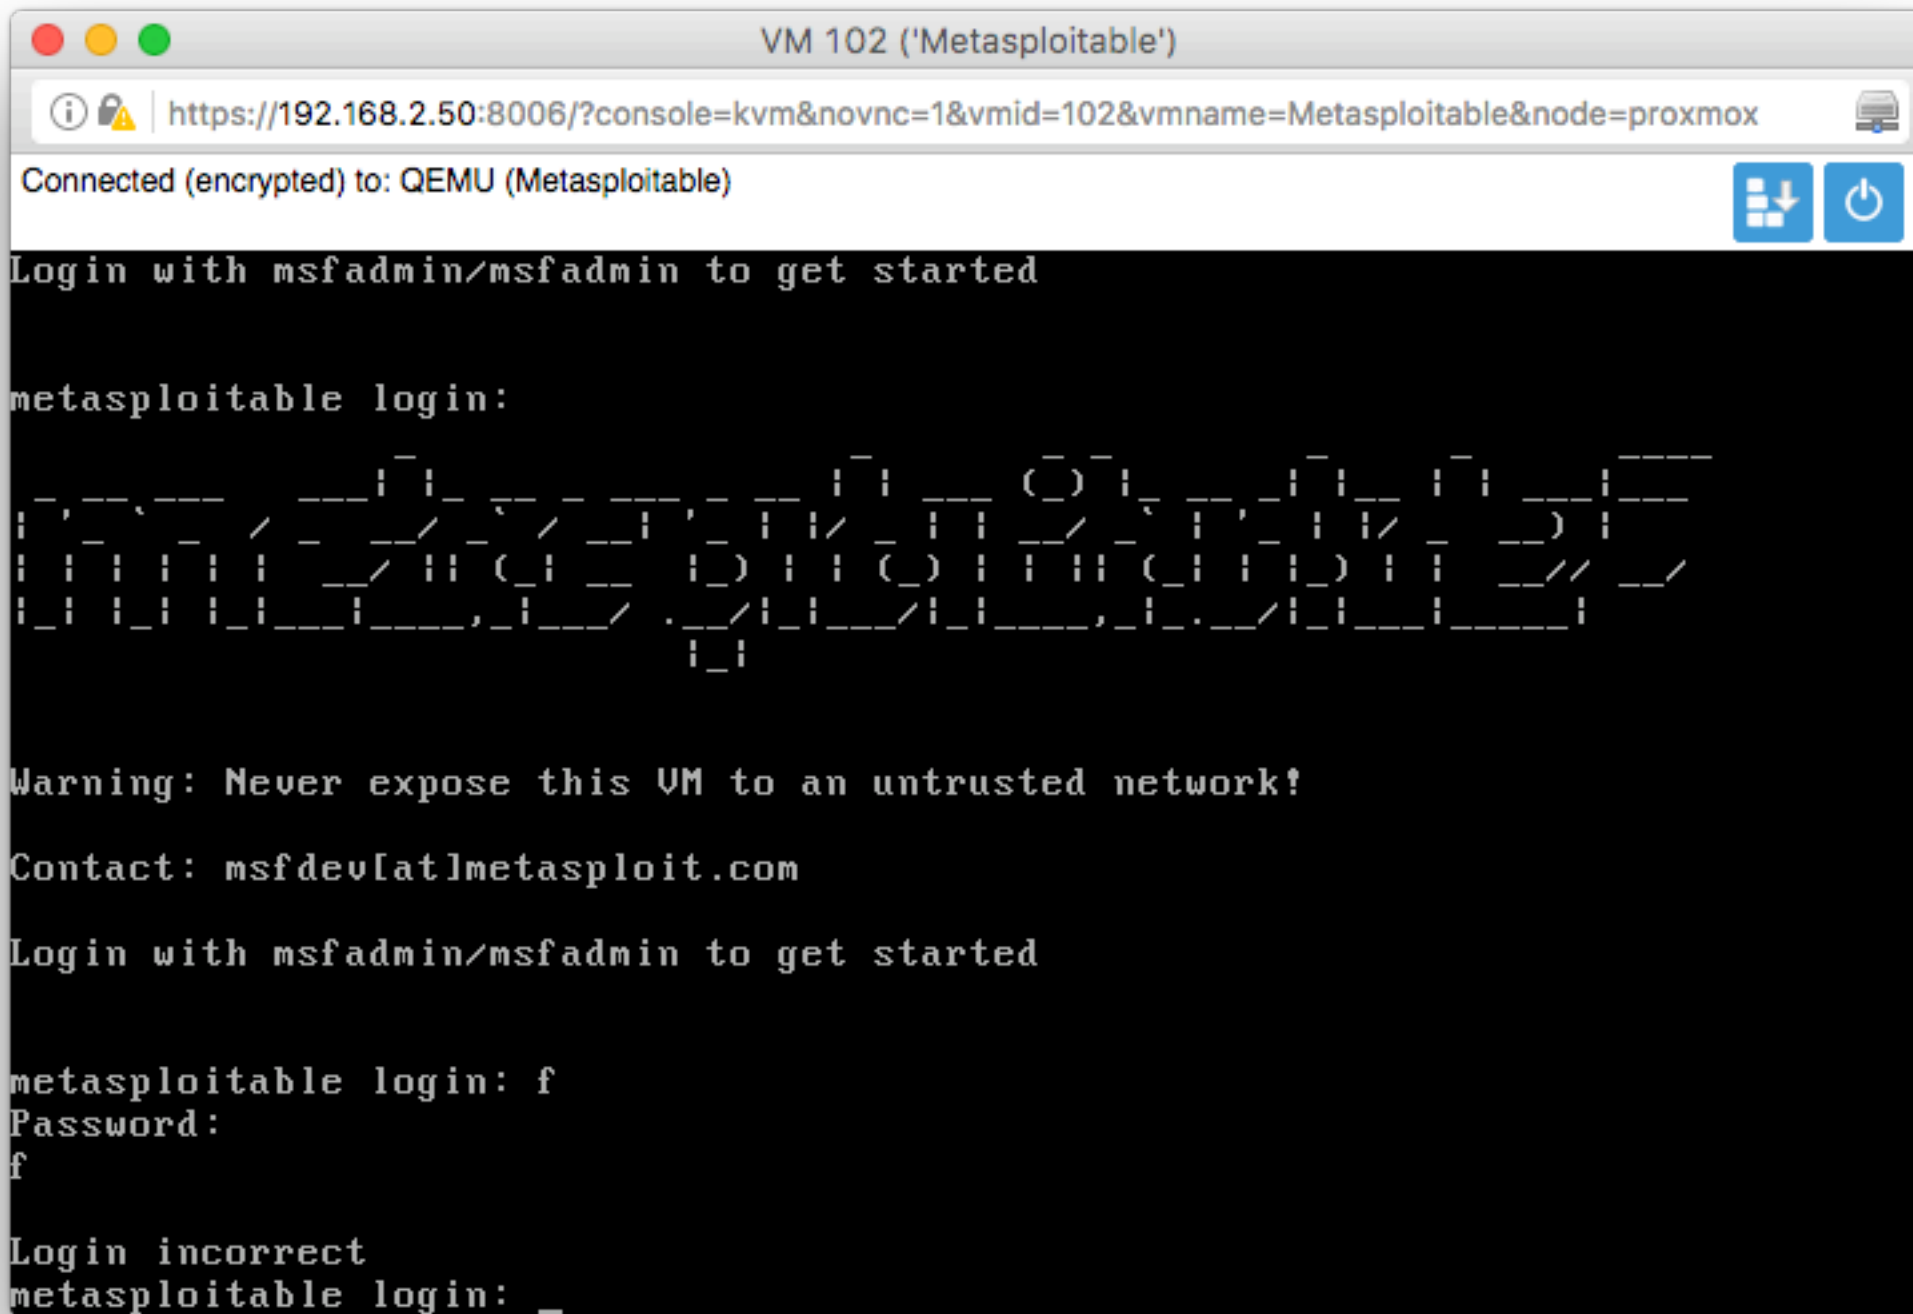 VM 102 ('Metasploitable')
https://192.168.2.50:8006/?console=kvm&novnc=1&vmid=102&vmname=Metasploitable&node=proxmox
Connected (encrypted) to: QEMU (Metasploitable)
Login with msfadmin/msfadmin to get started
metasploitable login:
Warning: Never expose this VM to an untrusted network!
Contact: msfdev[at]metasploit.com
Login with msfadmin/msfadmin to get started
metasploitable login: f
Password:
f
Login incorrect
metasploitable login: _